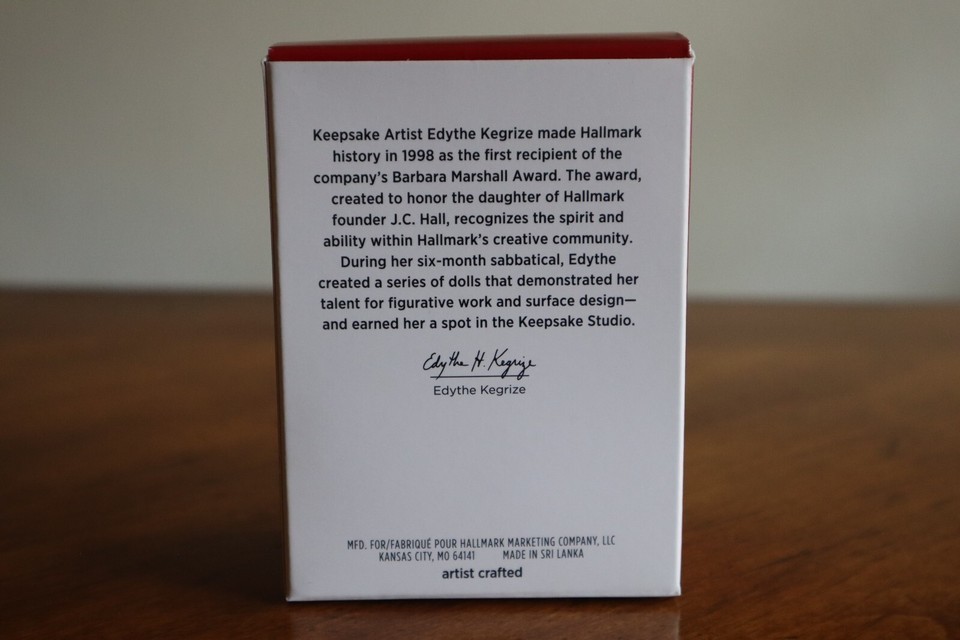 Keepsake Artist Edythe Kegrize made Hallmark
history in 1998 as the first recipient of the
company's Barbara Marshall Award. The award,
created to honor the daughter of Hallmark
founder J.C. Hall, recognizes the spirit and
ability within Hallmark's creative community.
During her six-month sabbatical, Edythe
created a series of dolls that demonstrated her
talent for figurative work and surface design—
and earned her a spot in the Keepsake Studio.
Edythe H. Kegrize
Edythe Kegrize
MFD. FOR/FABRIQUÉ POUR HALLMARK MARKETING COMPANY, LLC
KANSAS CITY, MO 64141 MADE IN SRI LANKA
artist crafted